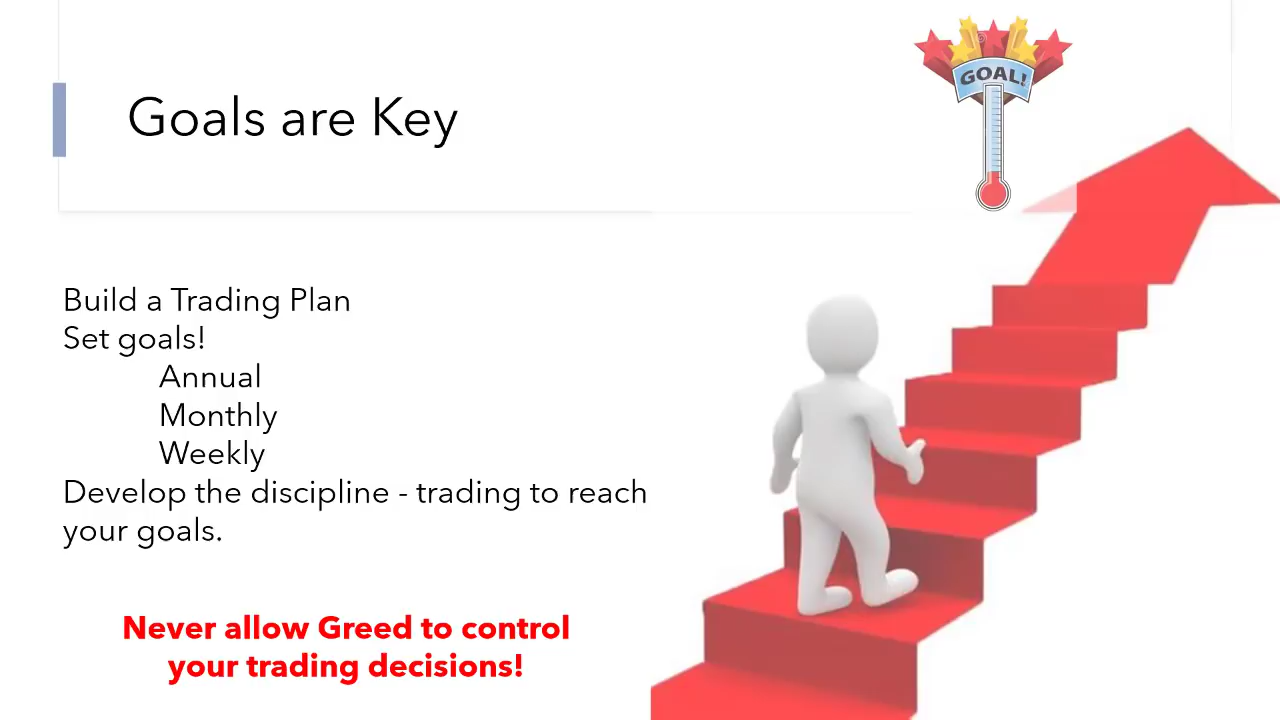 GOAL!
Goals are Key
Build a Trading Plan
Set goals!
Annual
Monthly
Weekly
Develop the discipline - trading to reach
your goals.
Never allow Greed to control
your trading decisions!